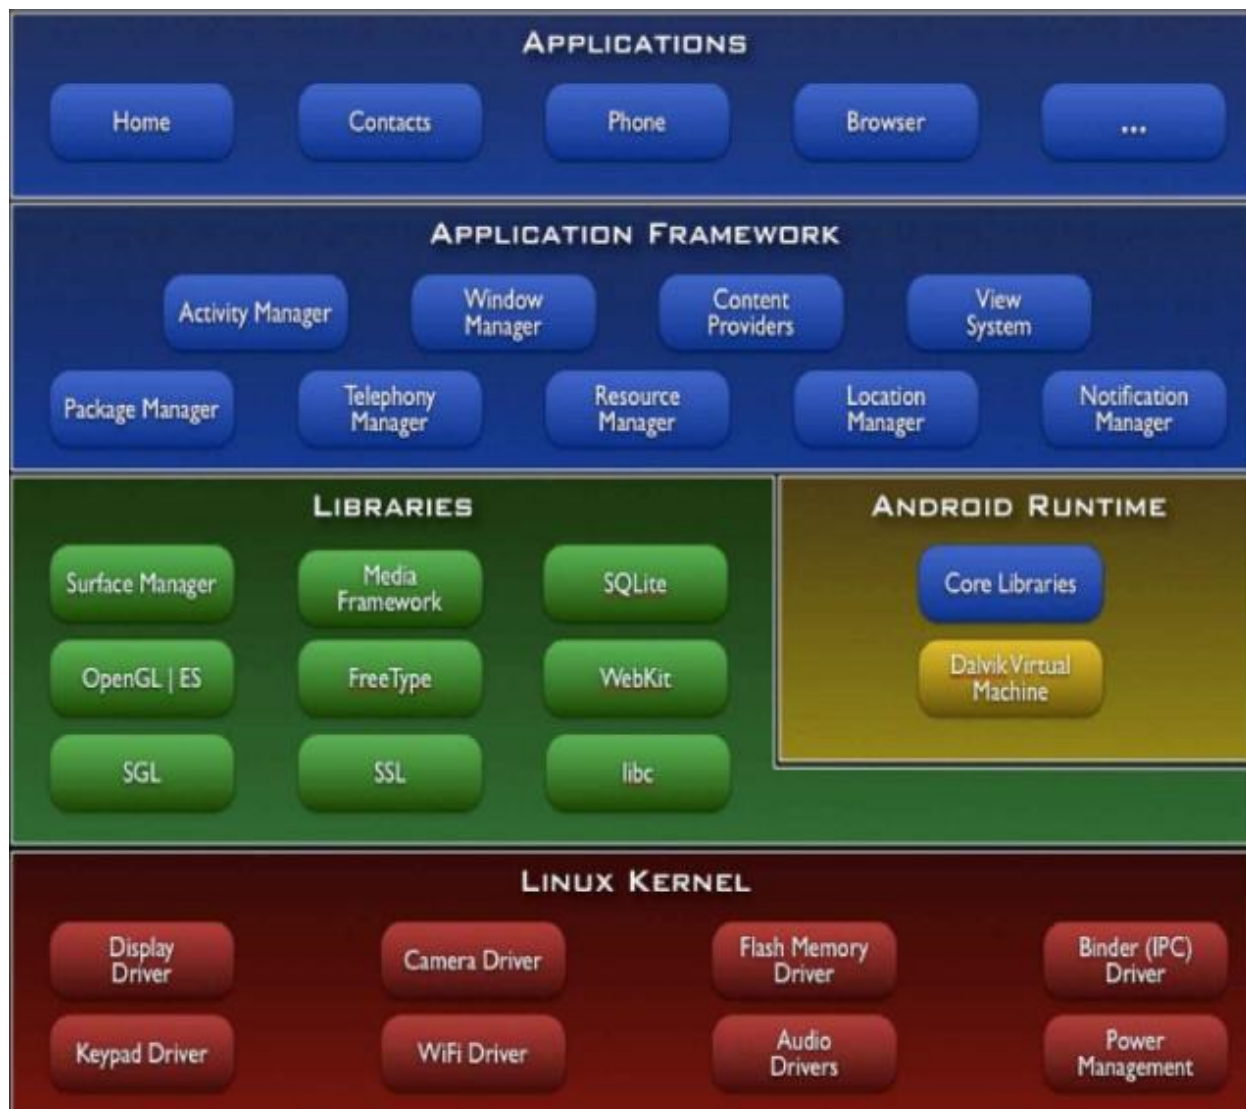 APPLICATIONS
Home
Contacts
Phone
Browser
...
APPLICATION FRAMEWORK
Activity Manager
Window
Manager
Content
Providers
View
System
Package Manager
Telephony
Manager
Resource
Manager
Location
Manager
Notification
Manager
LIBRARIES
Surface Manager
Media
Framework
SQLite
OpenGL | ES
FreeType
WebKit
SGL
SSL
libc
ANDROID RUNTIME
Core Libraries
Dalvik Virtual
Machine
LINUX KERNEL
Display
Driver
Camera Driver
Flash Memory
Driver
Binder (IPC)
Driver
Keypad Driver
WiFi Driver
Audio
Drivers
Power
Management